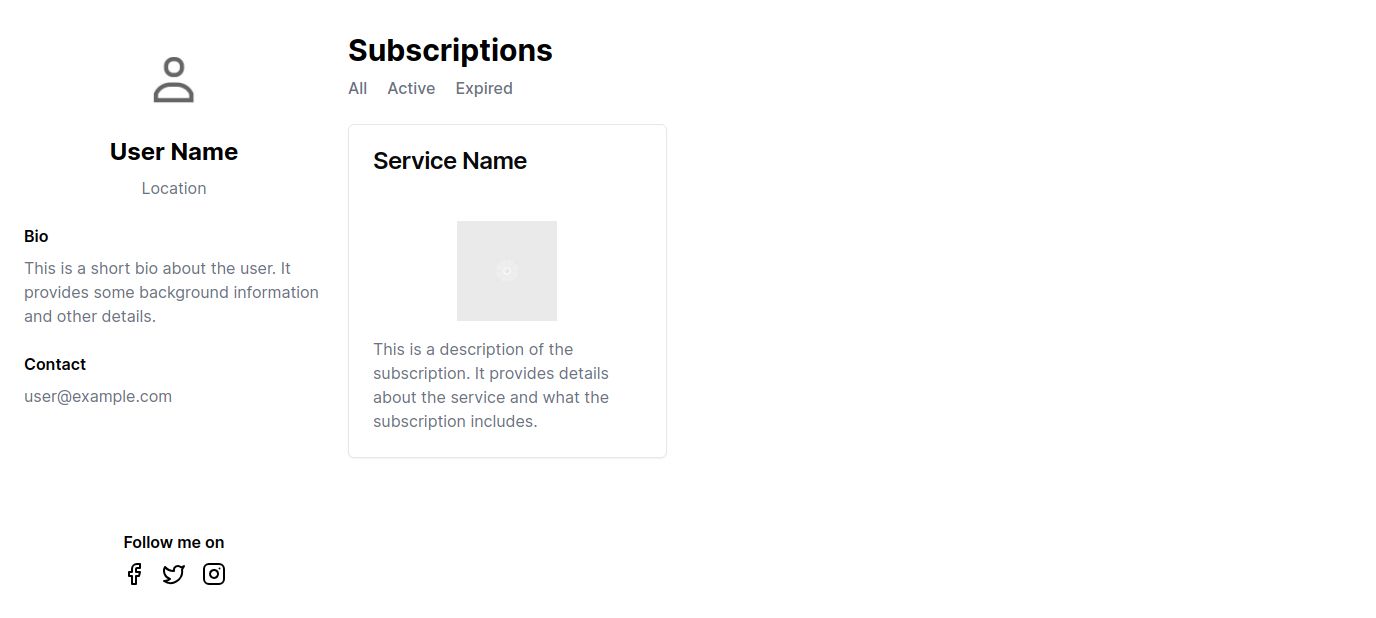 User Name
Location
Bio
This is a short bio about the user. It
provides some background information
and other details.
Contact
user@example.com
Follow me on
Subscriptions
All Active Expired
Service Name
This is a description of the
subscription. It provides details
about the service and what the
subscription includes.